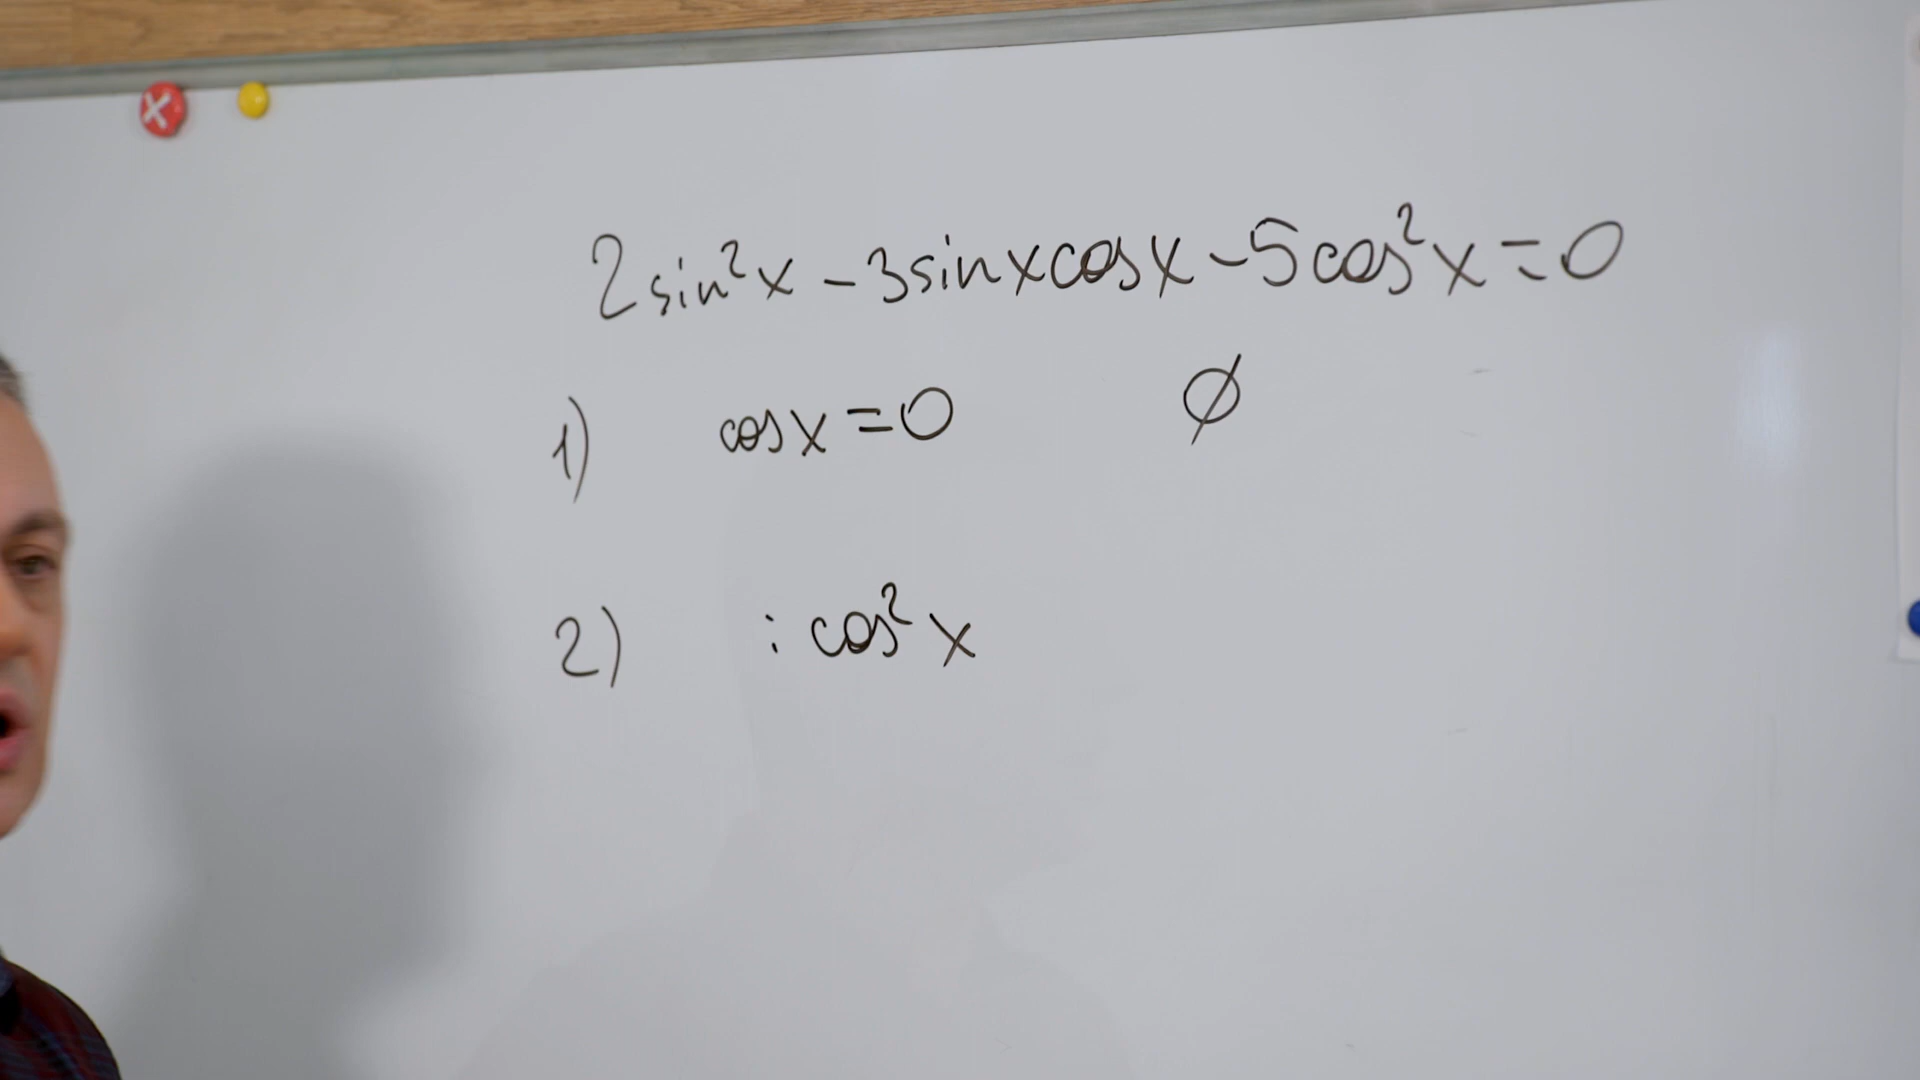 2sin²x - 3sinxcosx - 5cos²x = 0
1) cosx = 0 ∅
2) : cos²x